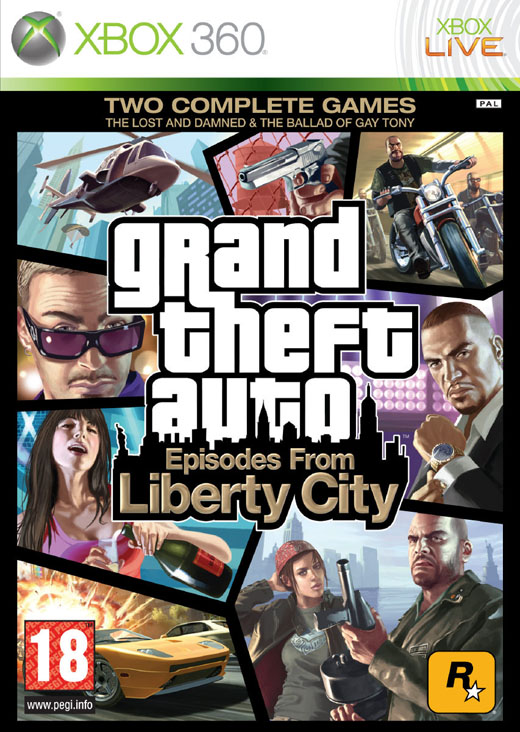 XBOX 360
XBOX
LIVE
TWO COMPLETE GAMES
THE LOST AND DAMNED & THE BALLAD OF GAY TONY
PAL
grand
theft
auto
Episodes From
Liberty City
TM
18
www.pegi.info
R